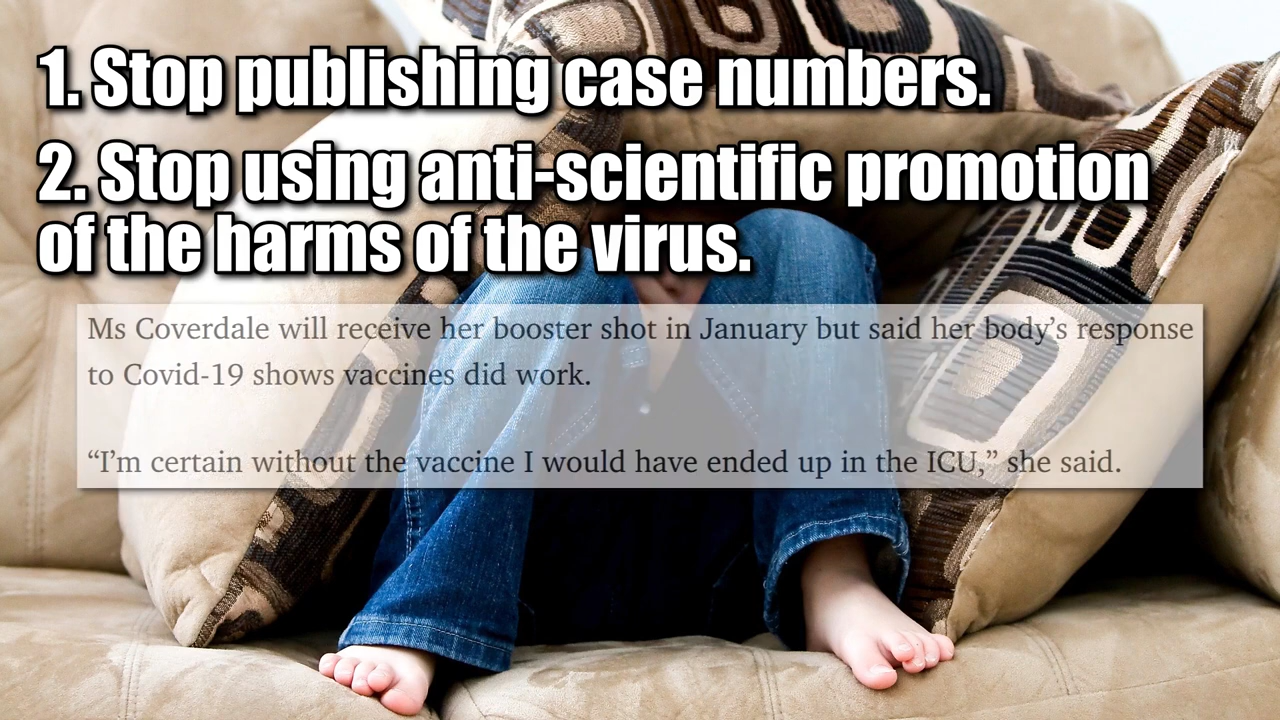 1. Stop publishing case numbers.
2. Stop using anti-scientific promotion
of the harms of the virus.
Ms Coverdale will receive her booster shot in January but said her body’s response
to Covid-19 shows vaccines did work.
“I’m certain without the vaccine I would have ended up in the ICU,” she said.